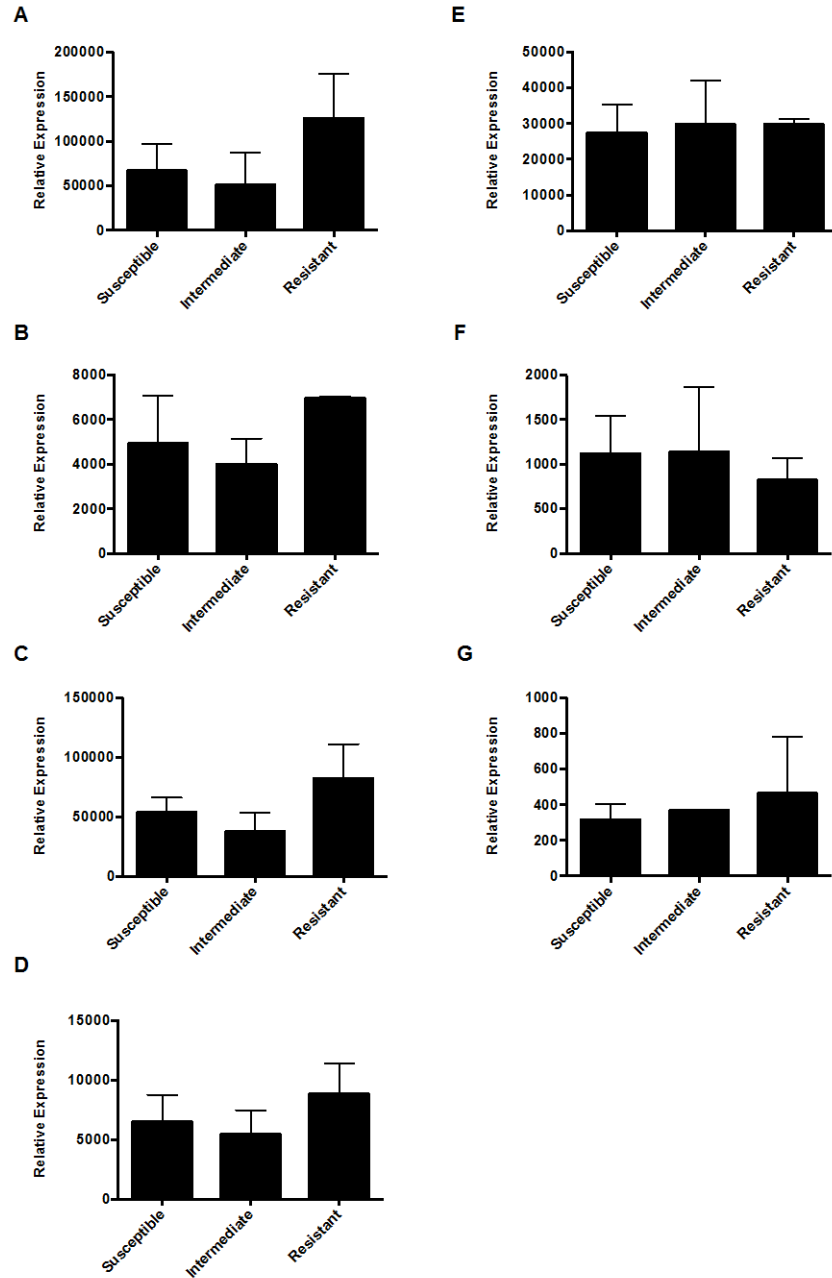 A
Relative Expression
200000
150000
100000
50000
0
Susceptible
Intermediate
Resistant
B
Relative Expression
8000
6000
4000
2000
0
Susceptible
Intermediate
Resistant
C
Relative Expression
150000
100000
50000
0
Susceptible
Intermediate
Resistant
D
Relative Expression
15000
10000
5000
0
Susceptible
Intermediate
Resistant
E
Relative Expression
50000
40000
30000
20000
10000
0
Susceptible
Intermediate
Resistant
F
Relative Expression
2000
1500
1000
500
0
Susceptible
Intermediate
Resistant
G
Relative Expression
1000
800
600
400
200
0
Susceptible
Intermediate
Resistant